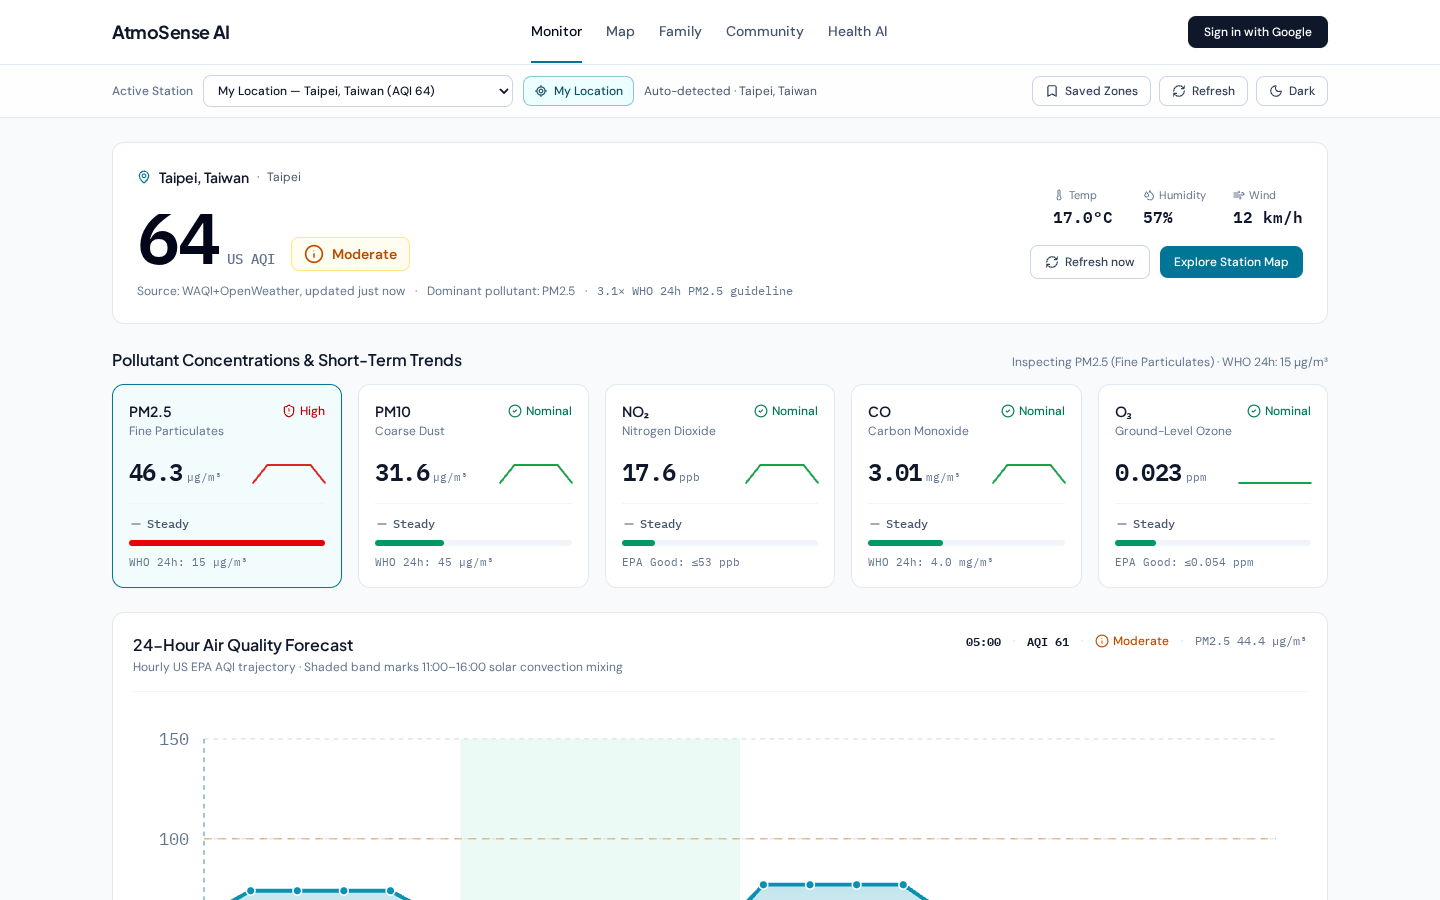 AtmoSense AI
Monitor Map Family Community Health AI
Sign in with Google
Active Station
My Location — Taipei, Taiwan (AQI 64)
My Location
Auto-detected · Taipei, Taiwan
Saved Zones
Refresh
Dark
Taipei, Taiwan · Taipei
64 US AQI
Moderate
Source: WAQI+OpenWeather, updated just now · Dominant pollutant: PM2.5 · 3.1× WHO 24h PM2.5 guideline
Temp
17.0°C
Humidity
57%
Wind
12 km/h
Refresh now
Explore Station Map
Pollutant Concentrations & Short-Term Trends
Inspecting PM2.5 (Fine Particulates) · WHO 24h: 15 µg/m³
PM2.5
High
Fine Particulates
46.3 µg/m³
— Steady
WHO 24h: 15 µg/m³
PM10
Nominal
Coarse Dust
31.6 µg/m³
— Steady
WHO 24h: 45 µg/m³
NO₂
Nominal
Nitrogen Dioxide
17.6 ppb
— Steady
EPA Good: ≤53 ppb
CO
Nominal
Carbon Monoxide
3.01 mg/m³
— Steady
WHO 24h: 4.0 mg/m³
O₃
Nominal
Ground-Level Ozone
0.023 ppm
— Steady
EPA Good: ≤0.054 ppm
24-Hour Air Quality Forecast
05:00 · AQI 61 · Moderate · PM2.5 44.4 µg/m³
Hourly US EPA AQI trajectory · Shaded band marks 11:00–16:00 solar convection mixing
150
100